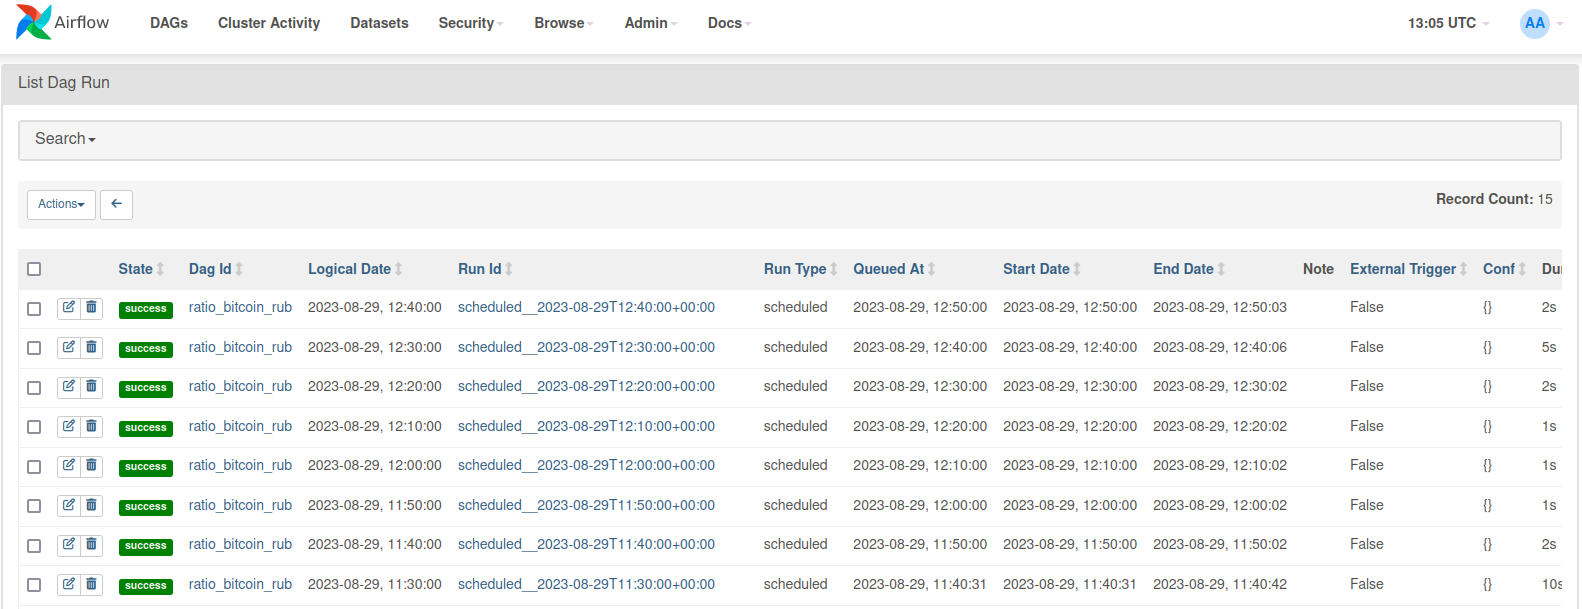 Airflow DAGs Cluster Activity Datasets Security Browse Admin Docs 13:05 UTC AA
List Dag Run
Search
Actions Record Count: 15
State Dag Id Logical Date Run Id Run Type Queued At Start Date End Date Note External Trigger Conf Du
success ratio_bitcoin_rub 2023-08-29, 12:40:00 scheduled__2023-08-29T12:40:00+00:00 scheduled 2023-08-29, 12:50:00 2023-08-29, 12:50:00 2023-08-29, 12:50:03 False {} 2s
success ratio_bitcoin_rub 2023-08-29, 12:30:00 scheduled__2023-08-29T12:30:00+00:00 scheduled 2023-08-29, 12:40:00 2023-08-29, 12:40:00 2023-08-29, 12:40:06 False {} 5s
success ratio_bitcoin_rub 2023-08-29, 12:20:00 scheduled__2023-08-29T12:20:00+00:00 scheduled 2023-08-29, 12:30:00 2023-08-29, 12:30:00 2023-08-29, 12:30:02 False {} 2s
success ratio_bitcoin_rub 2023-08-29, 12:10:00 scheduled__2023-08-29T12:10:00+00:00 scheduled 2023-08-29, 12:20:00 2023-08-29, 12:20:00 2023-08-29, 12:20:02 False {} 1s
success ratio_bitcoin_rub 2023-08-29, 12:00:00 scheduled__2023-08-29T12:00:00+00:00 scheduled 2023-08-29, 12:10:00 2023-08-29, 12:10:00 2023-08-29, 12:10:02 False {} 1s
success ratio_bitcoin_rub 2023-08-29, 11:50:00 scheduled__2023-08-29T11:50:00+00:00 scheduled 2023-08-29, 12:00:00 2023-08-29, 12:00:00 2023-08-29, 12:00:02 False {} 1s
success ratio_bitcoin_rub 2023-08-29, 11:40:00 scheduled__2023-08-29T11:40:00+00:00 scheduled 2023-08-29, 11:50:00 2023-08-29, 11:50:00 2023-08-29, 11:50:02 False {} 2s
success ratio_bitcoin_rub 2023-08-29, 11:30:00 scheduled__2023-08-29T11:30:00+00:00 scheduled 2023-08-29, 11:40:31 2023-08-29, 11:40:31 2023-08-29, 11:40:42 False {} 10s